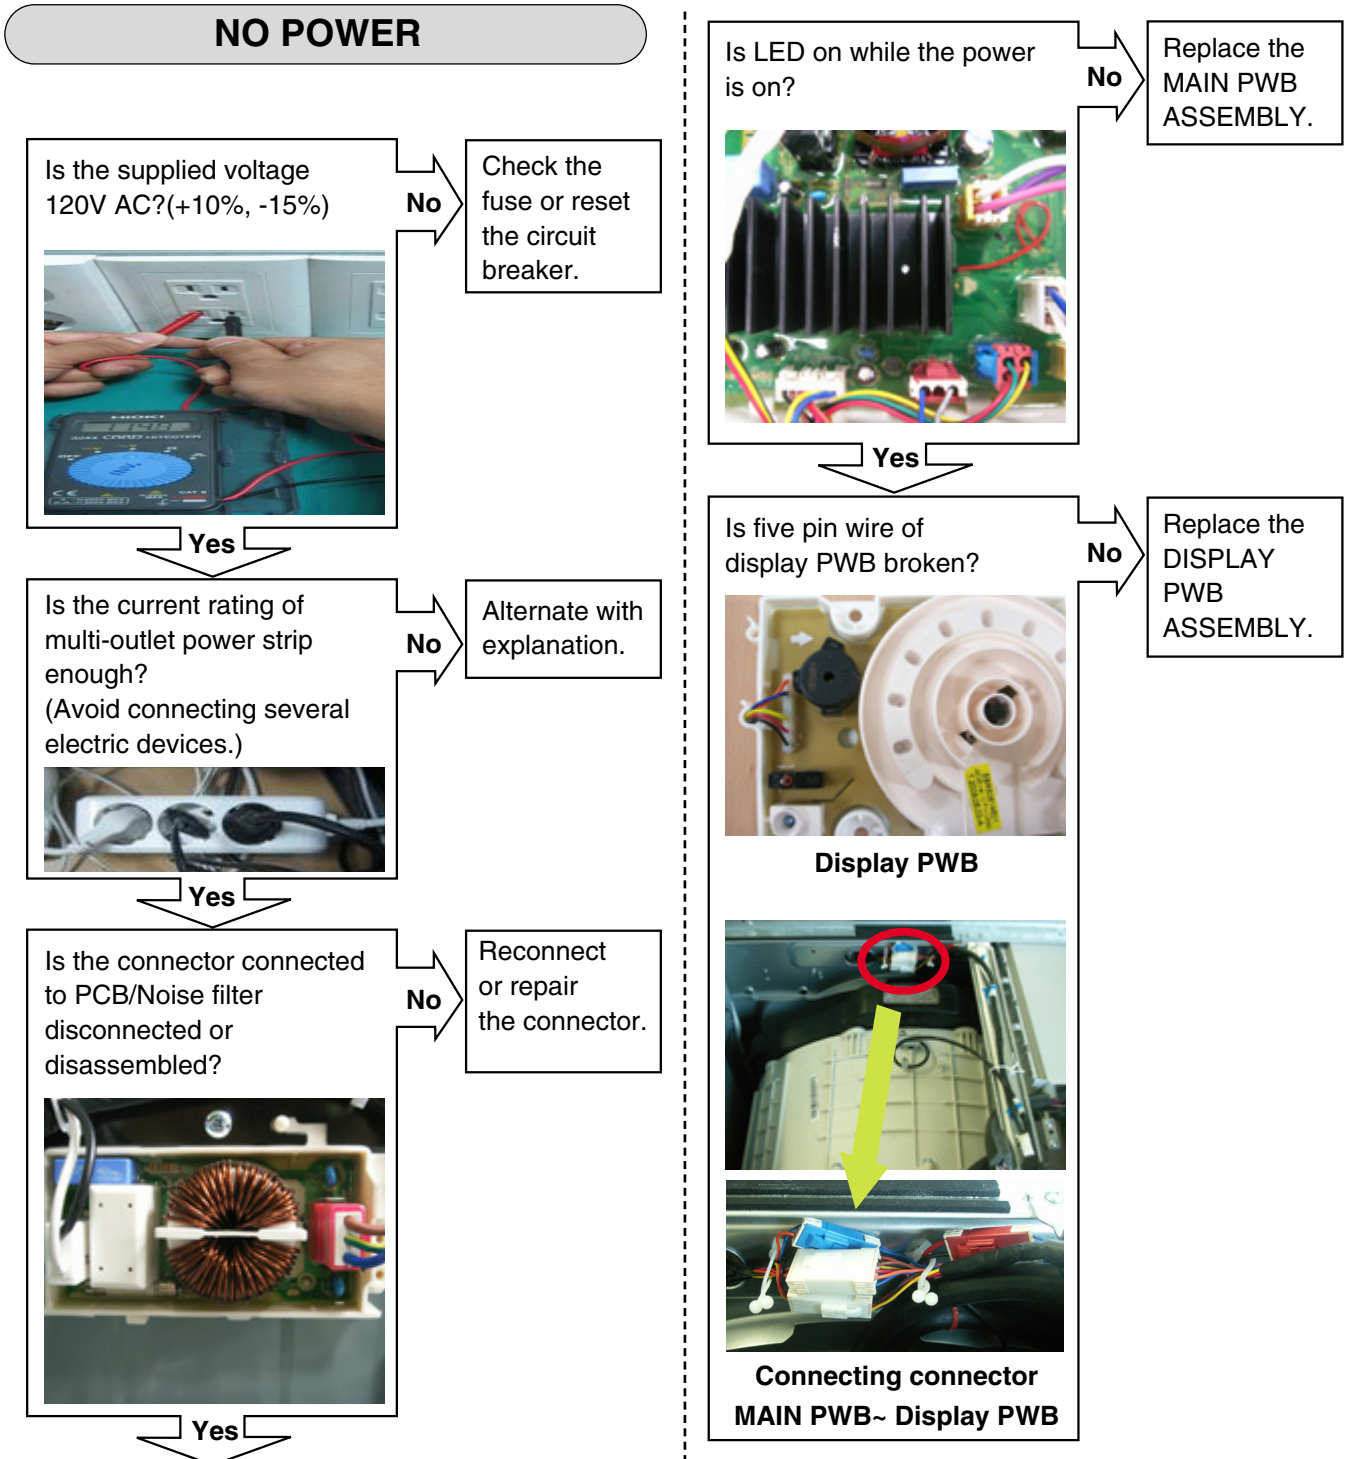 NO POWER
Is the supplied voltage
120V AC?(+10%, -15%)
No
Check the
fuse or reset
the circuit
breaker.
HIOKI
3244 CARD HiTESTER
OFF
Yes
Is the current rating of
multi-outlet power strip
enough?
(Avoid connecting several
electric devices.)
No
Alternate with
explanation.
Yes
Is the connector connected
to PCB/Noise filter
disconnected or
disassembled?
No
Reconnect
or repair
the connector.
Yes
Is LED on while the power
is on?
No
Replace the
MAIN PWB
ASSEMBLY.
Yes
Is five pin wire of
display PWB broken?
No
Replace the
DISPLAY
PWB
ASSEMBLY.
Display PWB
Connecting connector
MAIN PWB~ Display PWB